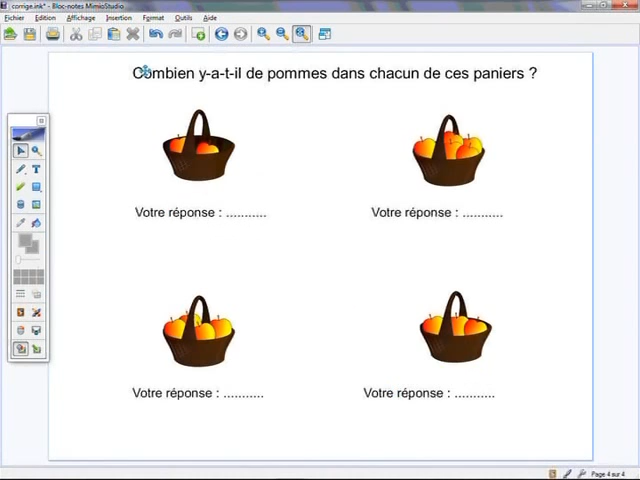 corrige.ink* - Bloc-notes MimioStudio
Fichier Edition Affichage Insertion Format Outils Aide
Combien y-a-t-il de pommes dans chacun de ces paniers ?
Votre réponse : ........... Votre réponse : ...........
Votre réponse : ........... Votre réponse : ...........
Page 4 sur 4